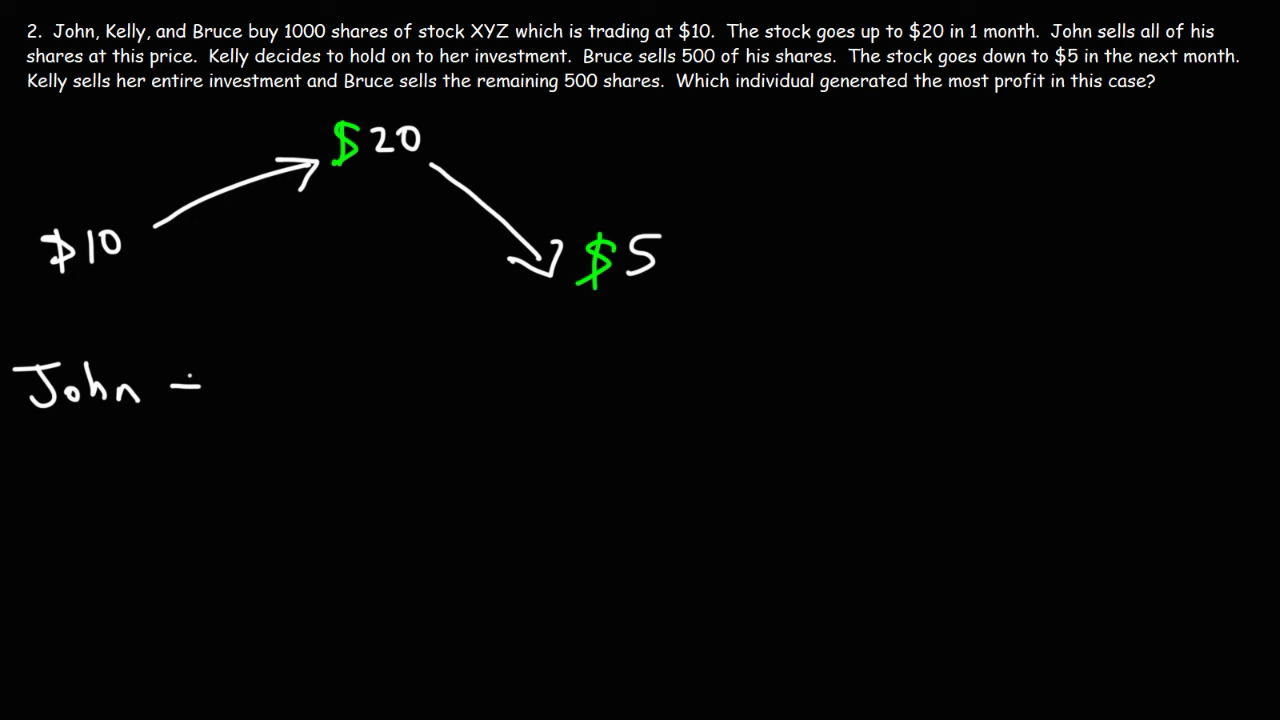 2. John, Kelly, and Bruce buy 1000 shares of stock XYZ which is trading at $10. The stock goes up to $20 in 1 month. John sells all of his
shares at this price. Kelly decides to hold on to her investment. Bruce sells 500 of his shares. The stock goes down to $5 in the next month.
Kelly sells her entire investment and Bruce sells the remaining 500 shares. Which individual generated the most profit in this case?
$20
$10
$5
John -